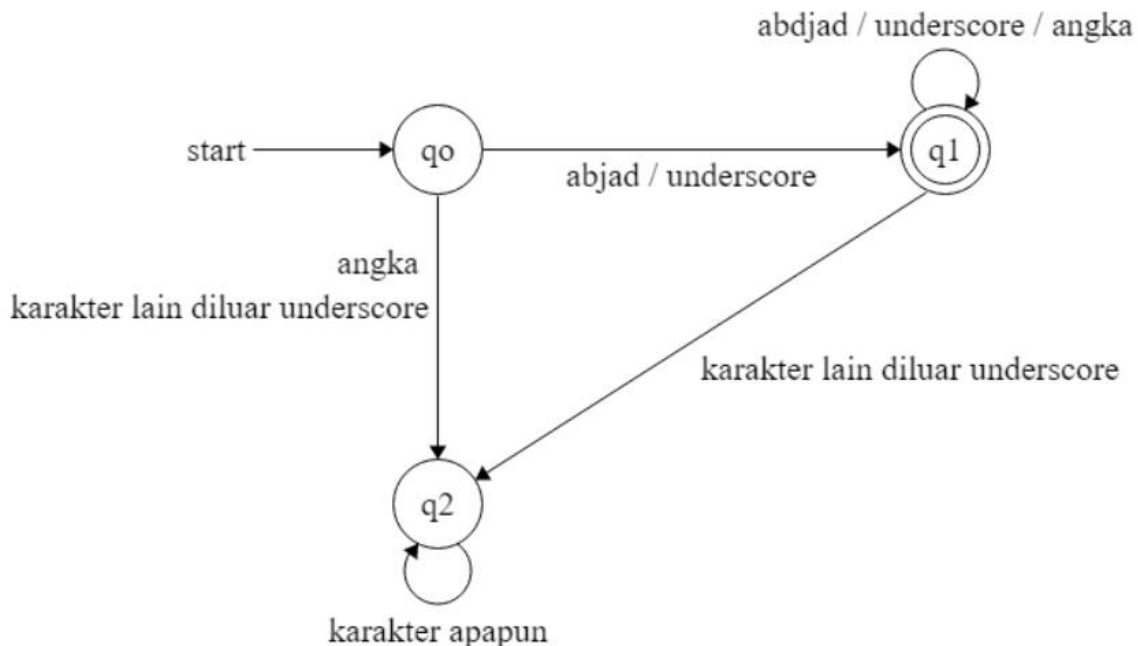 abdjad / underscore / angka
start
qo
q1
abjad / underscore
angka
karakter lain diluar underscore
karakter lain diluar underscore
q2
karakter apapun